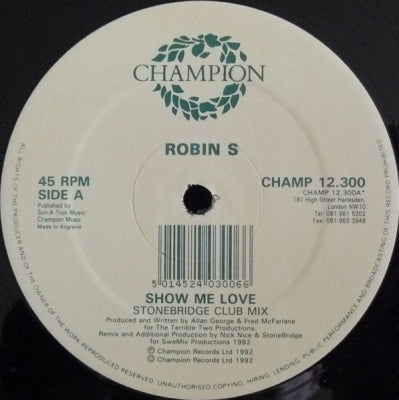 CHAMPION
ROBIN S
45 RPM
SIDE A
Published by
Son-A-Tron Music/
Champion Music
Made in England
CHAMP 12.300
CHAMP 12.300A*
181 High Street Harlesden,
London NW10
Tel: 081-961 5202
Fax: 081-965 3948
5 014524 030066
SHOW ME LOVE
STONEBRIDGE CLUB MIX
Produced and Written by Allan George & Fred McFarlane
for The Terrible Two Productions.
Remix and Additional Production by Nick Nice & StoneBridge
for SweMix Productions 1992
Ⓟ Champion Records Ltd 1992
© Champion Records Ltd 1992
ALL RIGHTS OF THE PRODUCER AND OF THE OWNER OF THE WORK REPRODUCED RESERVED. UNAUTHORISED COPYING, HIRING, LENDING, PUBLIC PERFORMANCE AND BROADCASTING OF THIS RECORD PROHIBITED